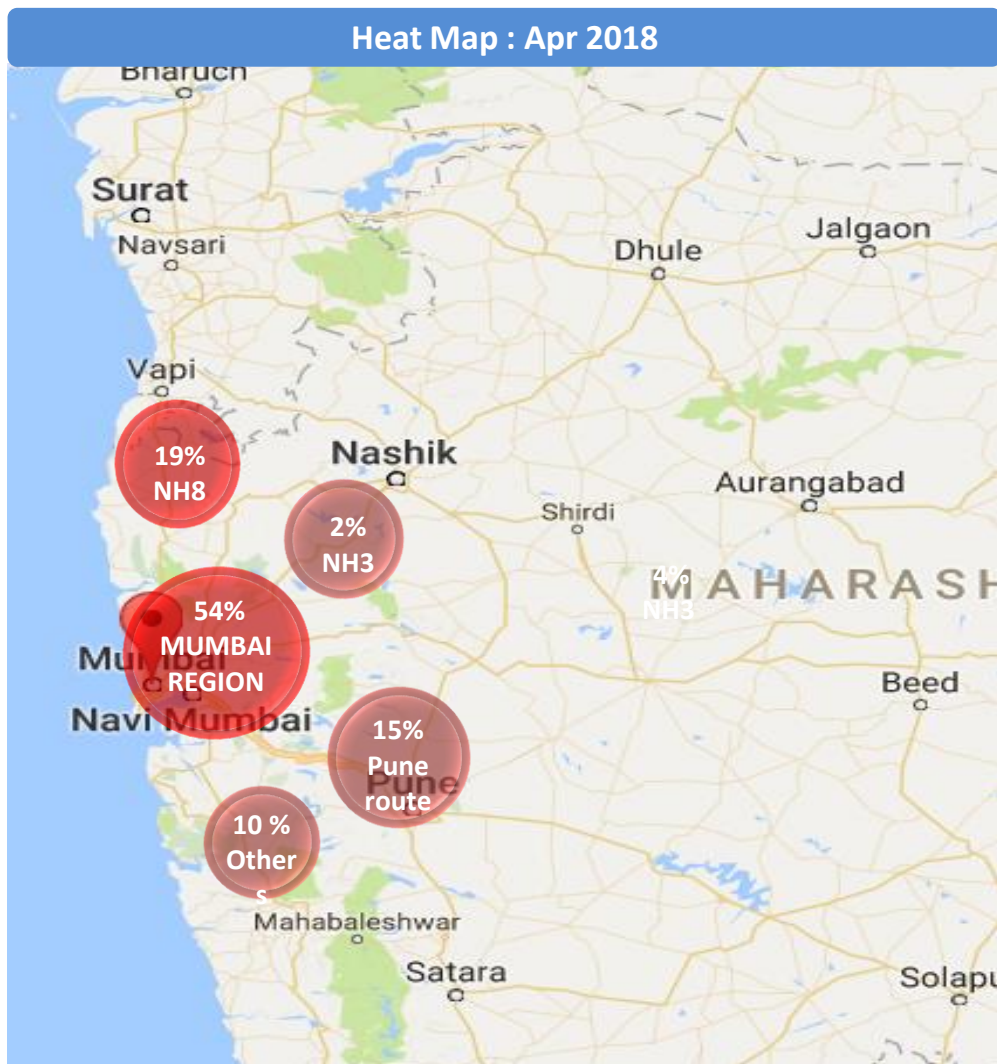 Heat Map : Apr 2018
Bharuch
Surat
Navsari
Dhule
Jalgaon
Vapi
19%
NH8
Nashik
Aurangabad
Shirdi
2%
NH3
4%
NH3
MAHARASH
54%
MUMBAI
REGION
Mumbai
Navi Mumbai
Beed
15%
Pune
route
Pune
10 %
Other
s
Mahabaleshwar
Satara
Solapu